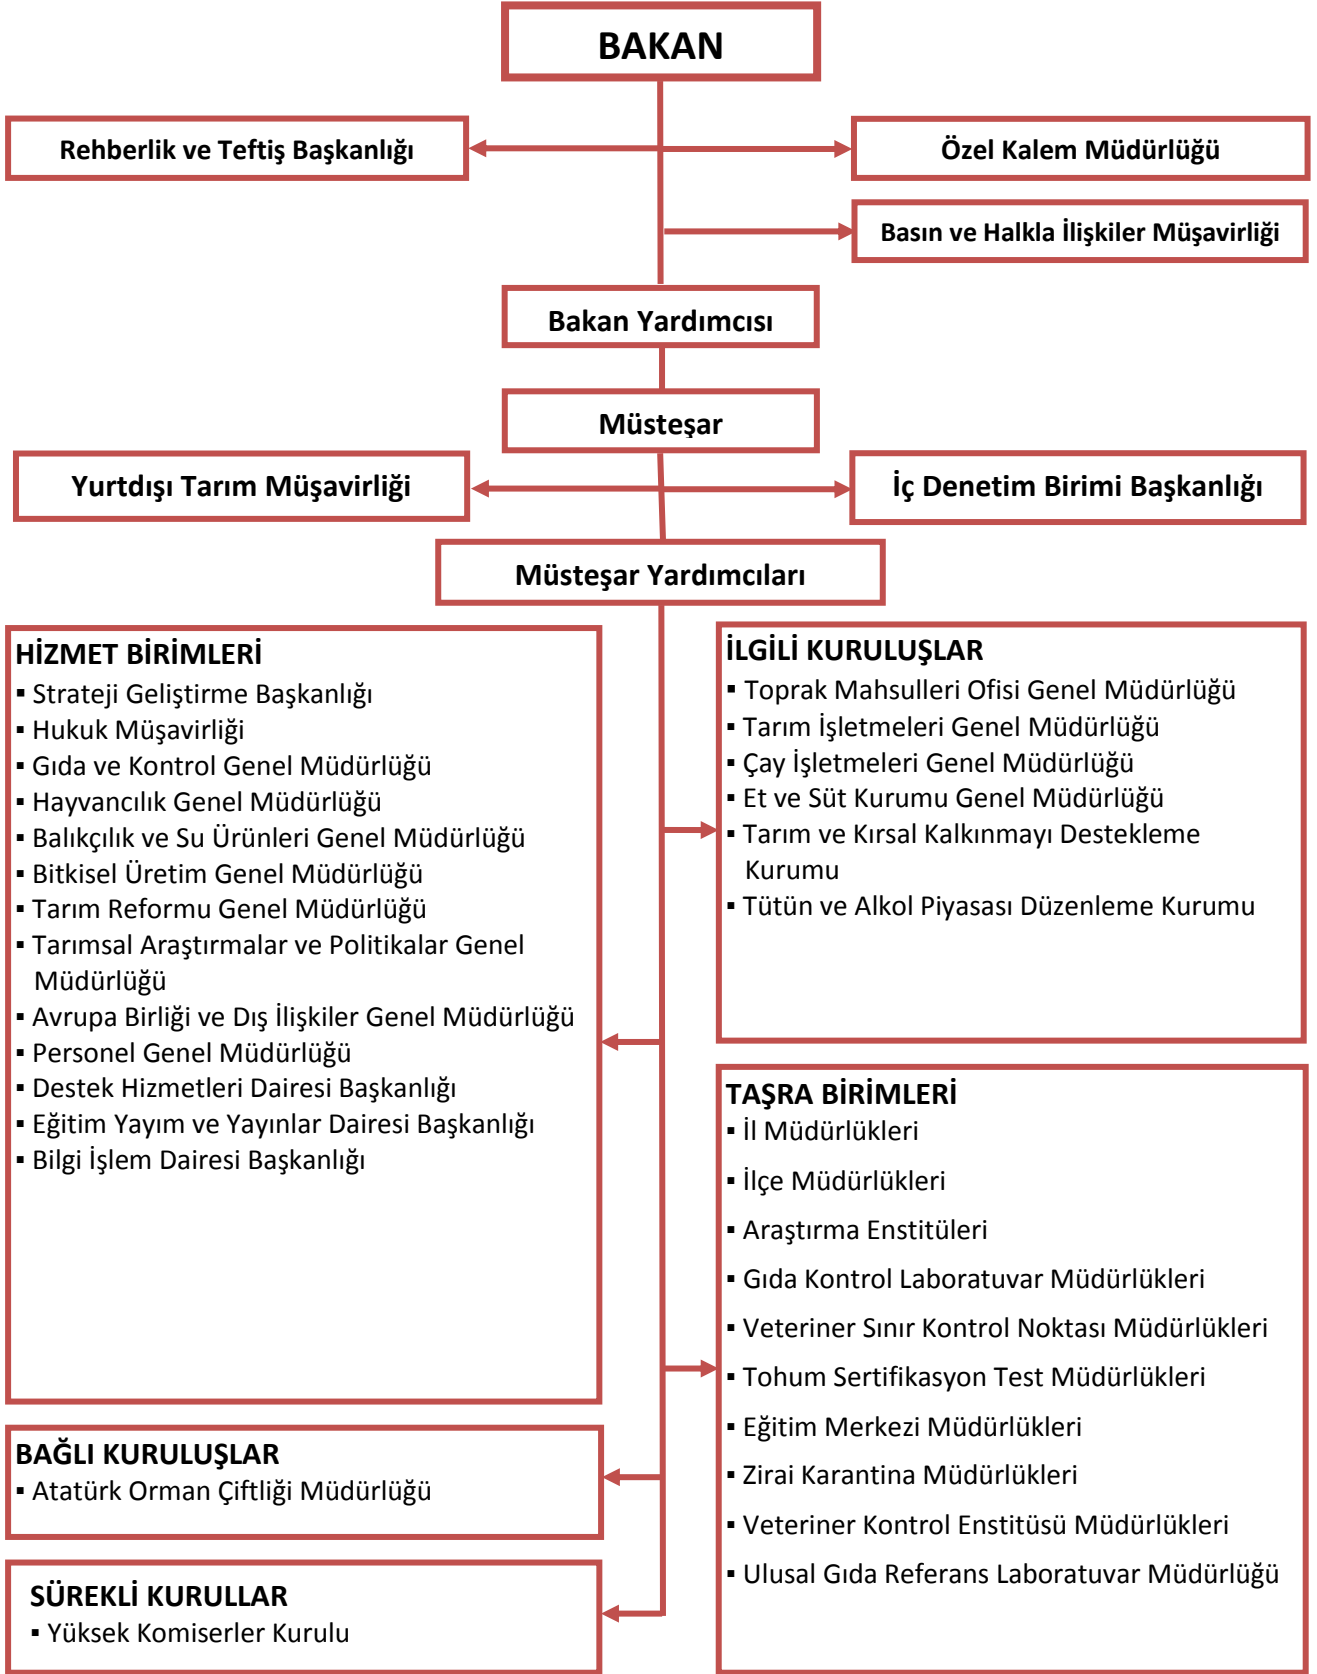 BAKAN
Rehberlik ve Teftiş Başkanlığı
Özel Kalem Müdürlüğü
Basın ve Halkla İlişkiler Müşavirliği
Bakan Yardımcısı
Müsteşar
Yurtdışı Tarım Müşavirliği
İç Denetim Birimi Başkanlığı
Müsteşar Yardımcıları
HİZMET BİRİMLERİ
▪ Strateji Geliştirme Başkanlığı
▪ Hukuk Müşavirliği
▪ Gıda ve Kontrol Genel Müdürlüğü
▪ Hayvancılık Genel Müdürlüğü
▪ Balıkçılık ve Su Ürünleri Genel Müdürlüğü
▪ Bitkisel Üretim Genel Müdürlüğü
▪ Tarım Reformu Genel Müdürlüğü
▪ Tarımsal Araştırmalar ve Politikalar Genel
Müdürlüğü
▪ Avrupa Birliği ve Dış İlişkiler Genel Müdürlüğü
▪ Personel Genel Müdürlüğü
▪ Destek Hizmetleri Dairesi Başkanlığı
▪ Eğitim Yayım ve Yayınlar Dairesi Başkanlığı
▪ Bilgi İşlem Dairesi Başkanlığı
İLGİLİ KURULUŞLAR
▪ Toprak Mahsulleri Ofisi Genel Müdürlüğü
▪ Tarım İşletmeleri Genel Müdürlüğü
▪ Çay İşletmeleri Genel Müdürlüğü
▪ Et ve Süt Kurumu Genel Müdürlüğü
▪ Tarım ve Kırsal Kalkınmayı Destekleme
Kurumu
▪ Tütün ve Alkol Piyasası Düzenleme Kurumu
TAŞRA BİRİMLERİ
▪ İl Müdürlükleri
▪ İlçe Müdürlükleri
▪ Araştırma Enstitüleri
▪ Gıda Kontrol Laboratuvar Müdürlükleri
▪ Veteriner Sınır Kontrol Noktası Müdürlükleri
▪ Tohum Sertifikasyon Test Müdürlükleri
▪ Eğitim Merkezi Müdürlükleri
▪ Zirai Karantina Müdürlükleri
▪ Veteriner Kontrol Enstitüsü Müdürlükleri
▪ Ulusal Gıda Referans Laboratuvar Müdürlüğü
BAĞLI KURULUŞLAR
▪ Atatürk Orman Çiftliği Müdürlüğü
SÜREKLİ KURULLAR
▪ Yüksek Komiserler Kurulu